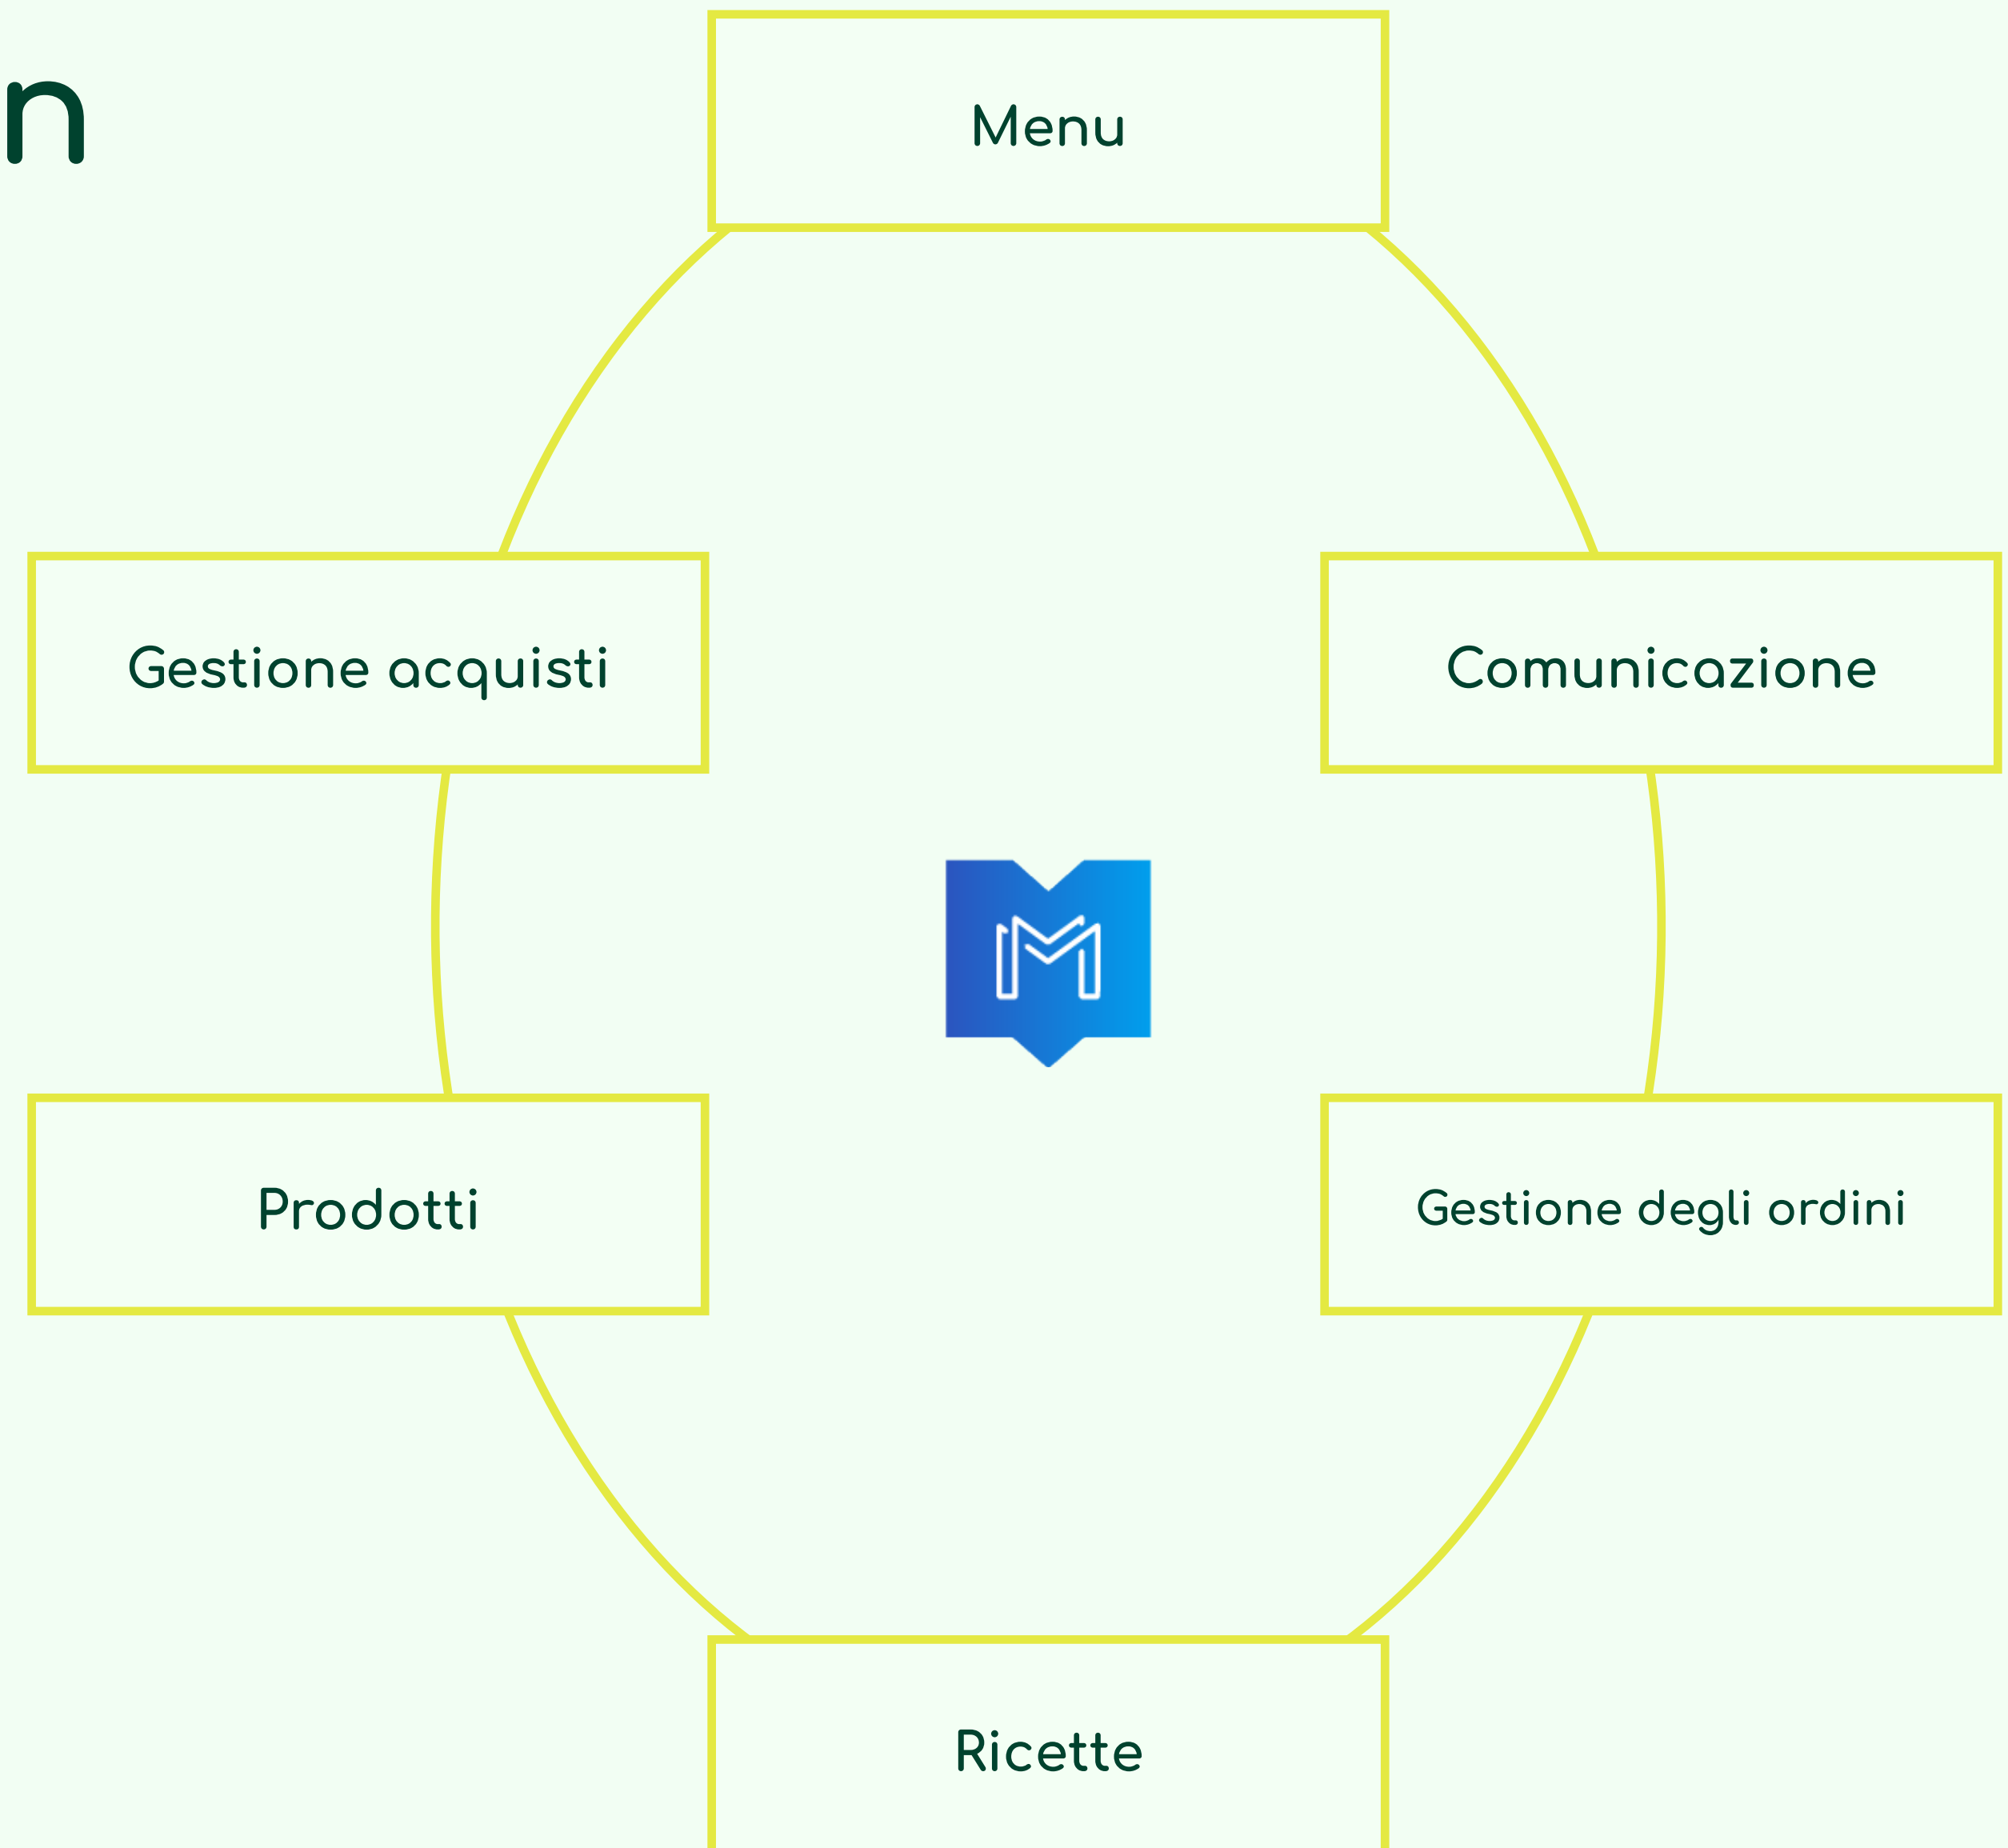 n
Menu
Gestione acquisti
Comunicazione
M
Prodotti
Gestione degli ordini
Ricette